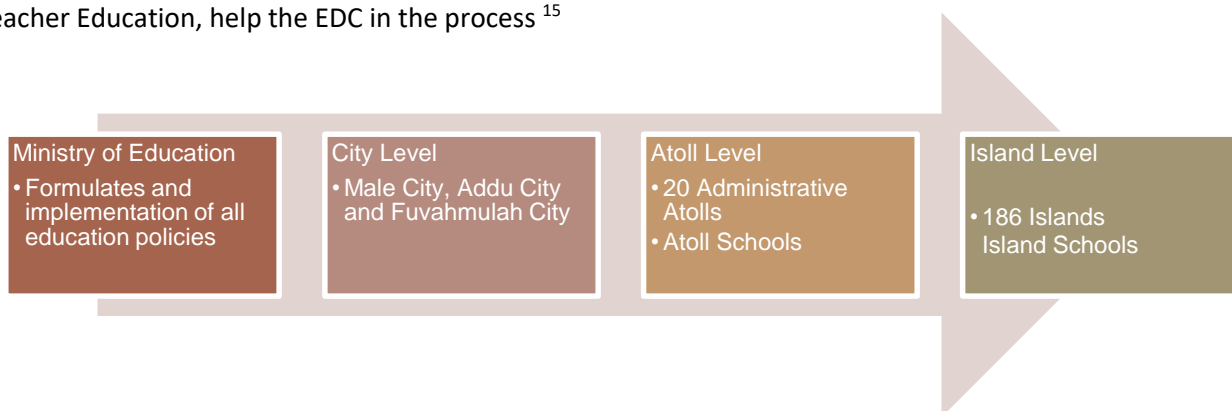 eacher Education, help the EDC in the process 15
Ministry of Education
• Formulates and
implementation of all
education policies
City Level
• Male City, Addu City
and Fuvahmulah City
Atoll Level
• 20 Administrative
Atolls
• Atoll Schools
Island Level
• 186 Islands
Island Schools